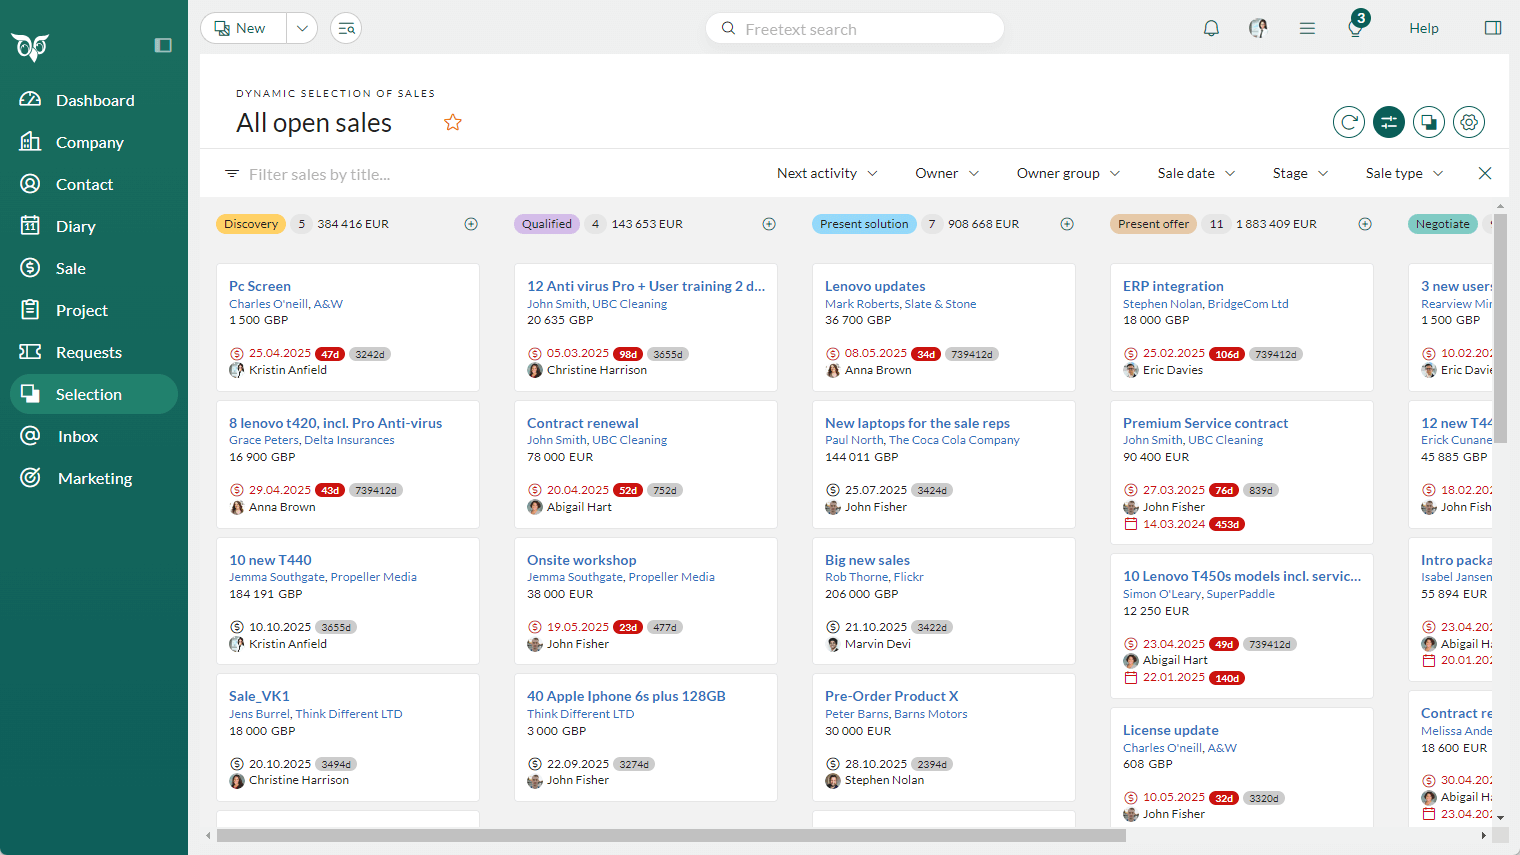 New
Freetext search
3
Help
Dashboard
Company
Contact
Diary
Sale
Project
Requests
Selection
Inbox
Marketing
DYNAMIC SELECTION OF SALES
All open sales
Filter sales by title...
Next activity
Owner
Owner group
Sale date
Stage
Sale type
Discovery 5 384 416 EUR
Pc Screen
Charles O'neill, A&W
1 500 GBP
25.04.2025 47d 3242d
Kristin Anfield
8 lenovo t420, incl. Pro Anti-virus
Grace Peters, Delta Insurances
16 900 GBP
29.04.2025 43d 739412d
Anna Brown
10 new T440
Jemma Southgate, Propeller Media
184 191 GBP
10.10.2025 3655d
Kristin Anfield
Sale_VK1
Jens Burrel, Think Different LTD
18 000 GBP
20.10.2025 3494d
Christine Harrison
Qualified 4 143 653 EUR
12 Anti virus Pro + User training 2 d...
John Smith, UBC Cleaning
20 635 GBP
05.03.2025 98d 3655d
Christine Harrison
Contract renewal
John Smith, UBC Cleaning
78 000 EUR
20.04.2025 52d 752d
Abigail Hart
Onsite workshop
Jemma Southgate, Propeller Media
38 000 EUR
19.05.2025 23d 477d
John Fisher
40 Apple Iphone 6s plus 128GB
Think Different LTD
3 000 GBP
22.09.2025 3274d
John Fisher
Present solution 7 908 668 EUR
Lenovo updates
Mark Roberts, Slate & Stone
36 700 GBP
08.05.2025 34d 739412d
Anna Brown
New laptops for the sale reps
Paul North, The Coca Cola Company
144 011 GBP
25.07.2025 3424d
John Fisher
Big new sales
Rob Thorne, Flickr
206 000 GBP
21.10.2025 3422d
Marvin Devi
Pre-Order Product X
Peter Barns, Barns Motors
30 000 EUR
28.10.2025 2394d
Stephen Nolan
Present offer 11 1 883 409 EUR
ERP integration
Stephen Nolan, BridgeCom Ltd
18 000 GBP
25.02.2025 106d 739412d
Eric Davies
Premium Service contract
John Smith, UBC Cleaning
90 400 EUR
27.03.2025 76d 839d
John Fisher
14.03.2024 453d
10 Lenovo T450s models incl. servic...
Simon O'Leary, SuperPaddle
12 250 EUR
23.04.2025 49d 739412d
Abigail Hart
22.01.2025 140d
License update
Charles O'neill, A&W
608 GBP
10.05.2025 32d 3320d
John Fisher
Negotiate
3 new users
Rearview Mir
1 500 GBP
10.02.202
Eric Davie
12 new T44
Erick Cunane
45 885 GBP
18.02.202
John Fish
Intro packa
Isabel Jansen
55 894 EUR
23.04.202
Abigail Ha
20.01.202
Contract re
Melissa Ande
18 600 EUR
30.04.202
Abigail Ha
23.04.202